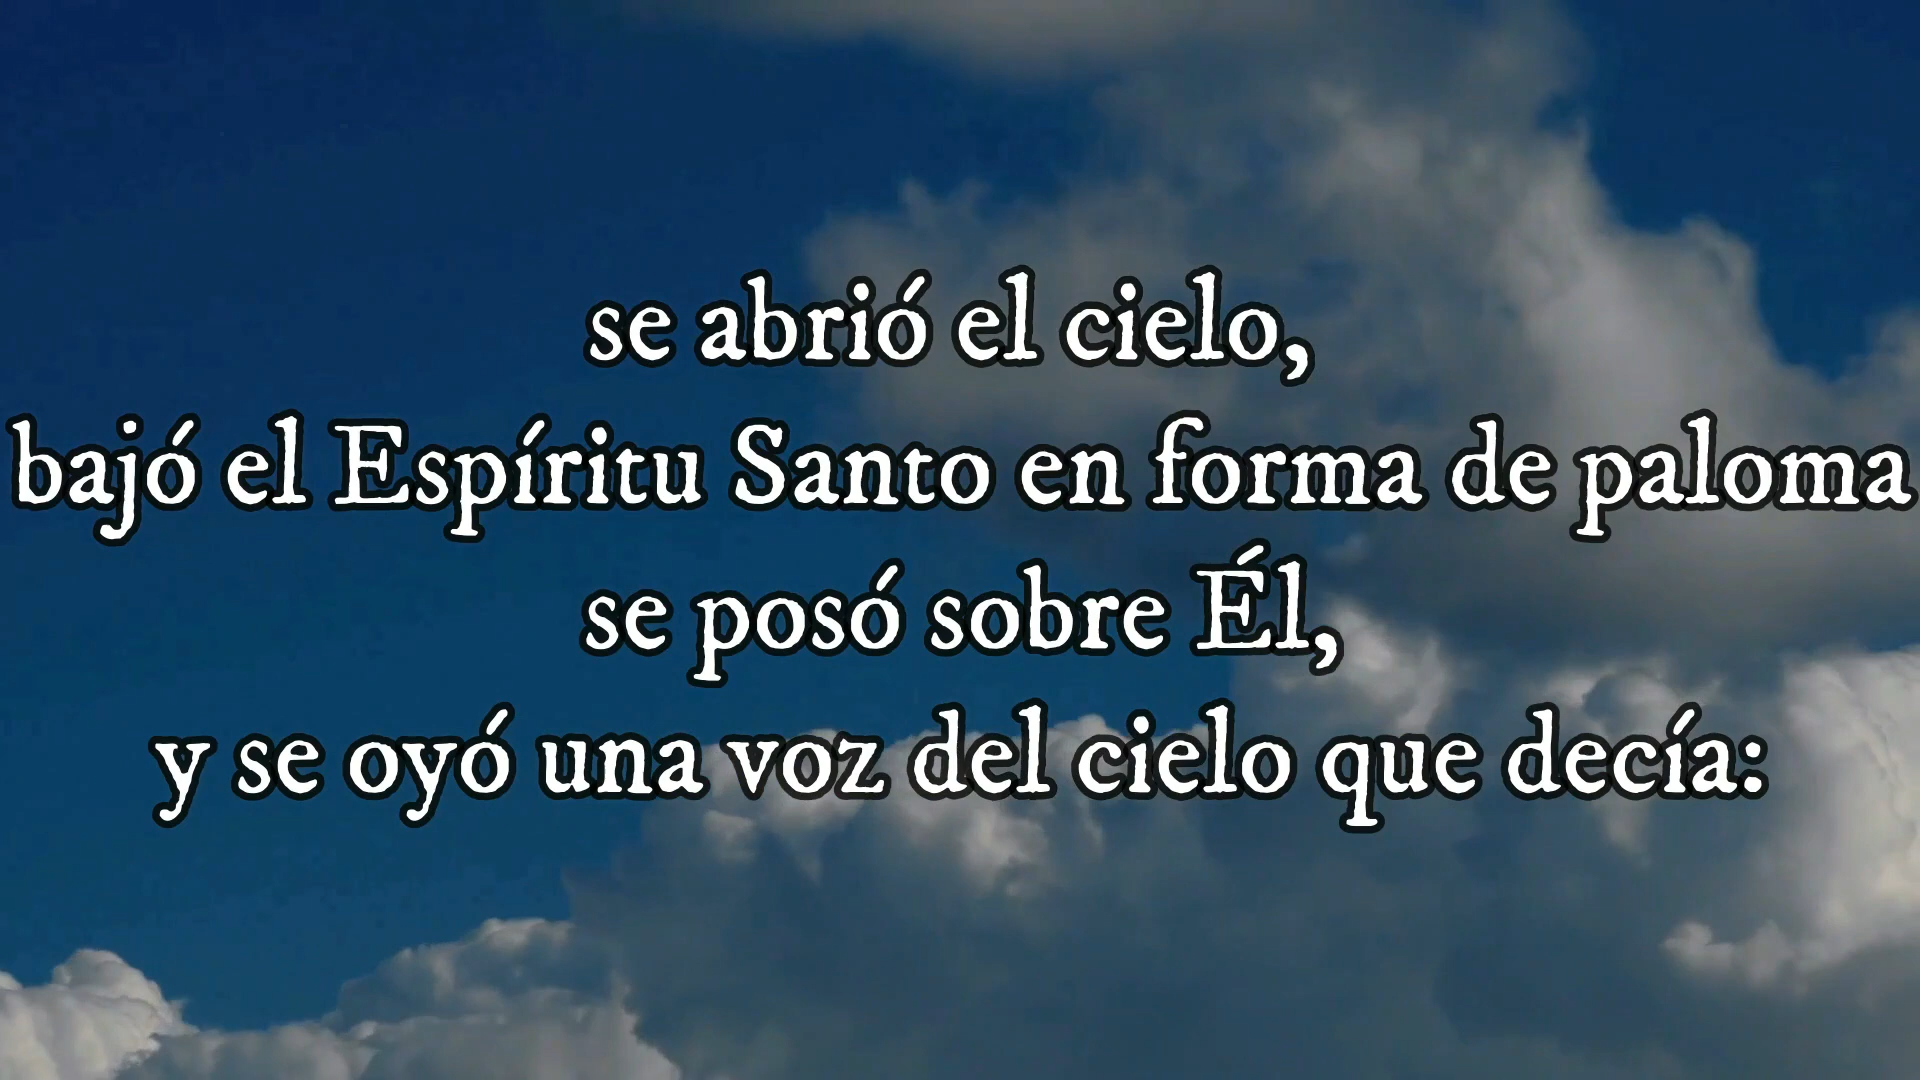 se abrió el cielo,
bajó el Espíritu Santo en forma de paloma
se posó sobre Él,
y se oyó una voz del cielo que decía: